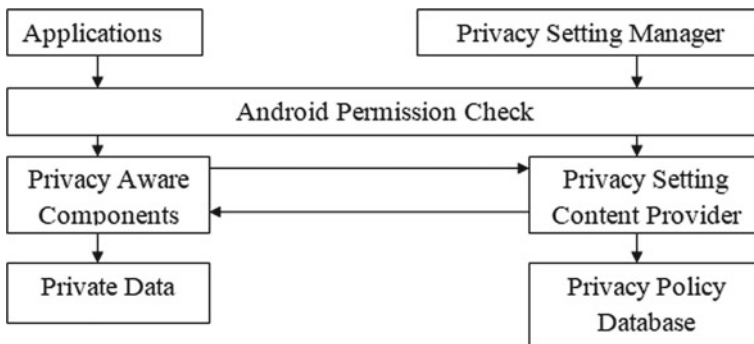 Applications
Privacy Setting Manager
Android Permission Check
Privacy Aware
Components
Privacy Setting
Content Provider
Private Data
Privacy Policy
Database